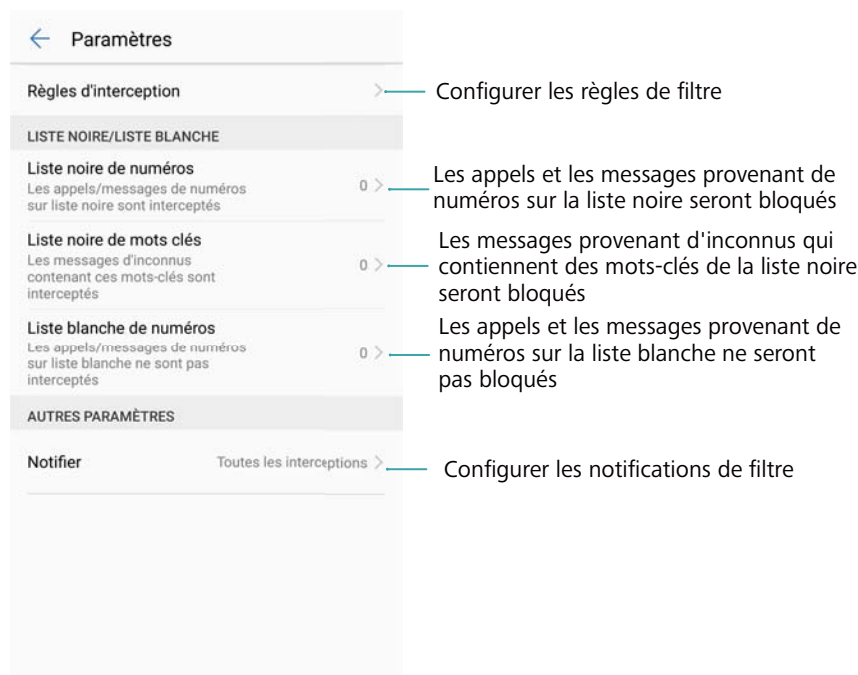 Paramètres
Règles d'interception
Configurer les règles de filtre
LISTE NOIRE/LISTE BLANCHE
Liste noire de numéros
Les appels/messages de numéros
sur liste noire sont interceptés
0
Les appels et les messages provenant de
numéros sur la liste noire seront bloqués
Liste noire de mots clés
Les messages d'inconnus
contenant ces mots-clés sont
interceptés
0
Les messages provenant d'inconnus qui
contiennent des mots-clés de la liste noire
seront bloqués
Liste blanche de numéros
Les appels/messages de numéros
sur liste blanche ne sont pas
interceptés
0
Les appels et les messages provenant de
numéros sur la liste blanche ne seront
pas bloqués
AUTRES PARAMÈTRES
Notifier
Toutes les interceptions
Configurer les notifications de filtre